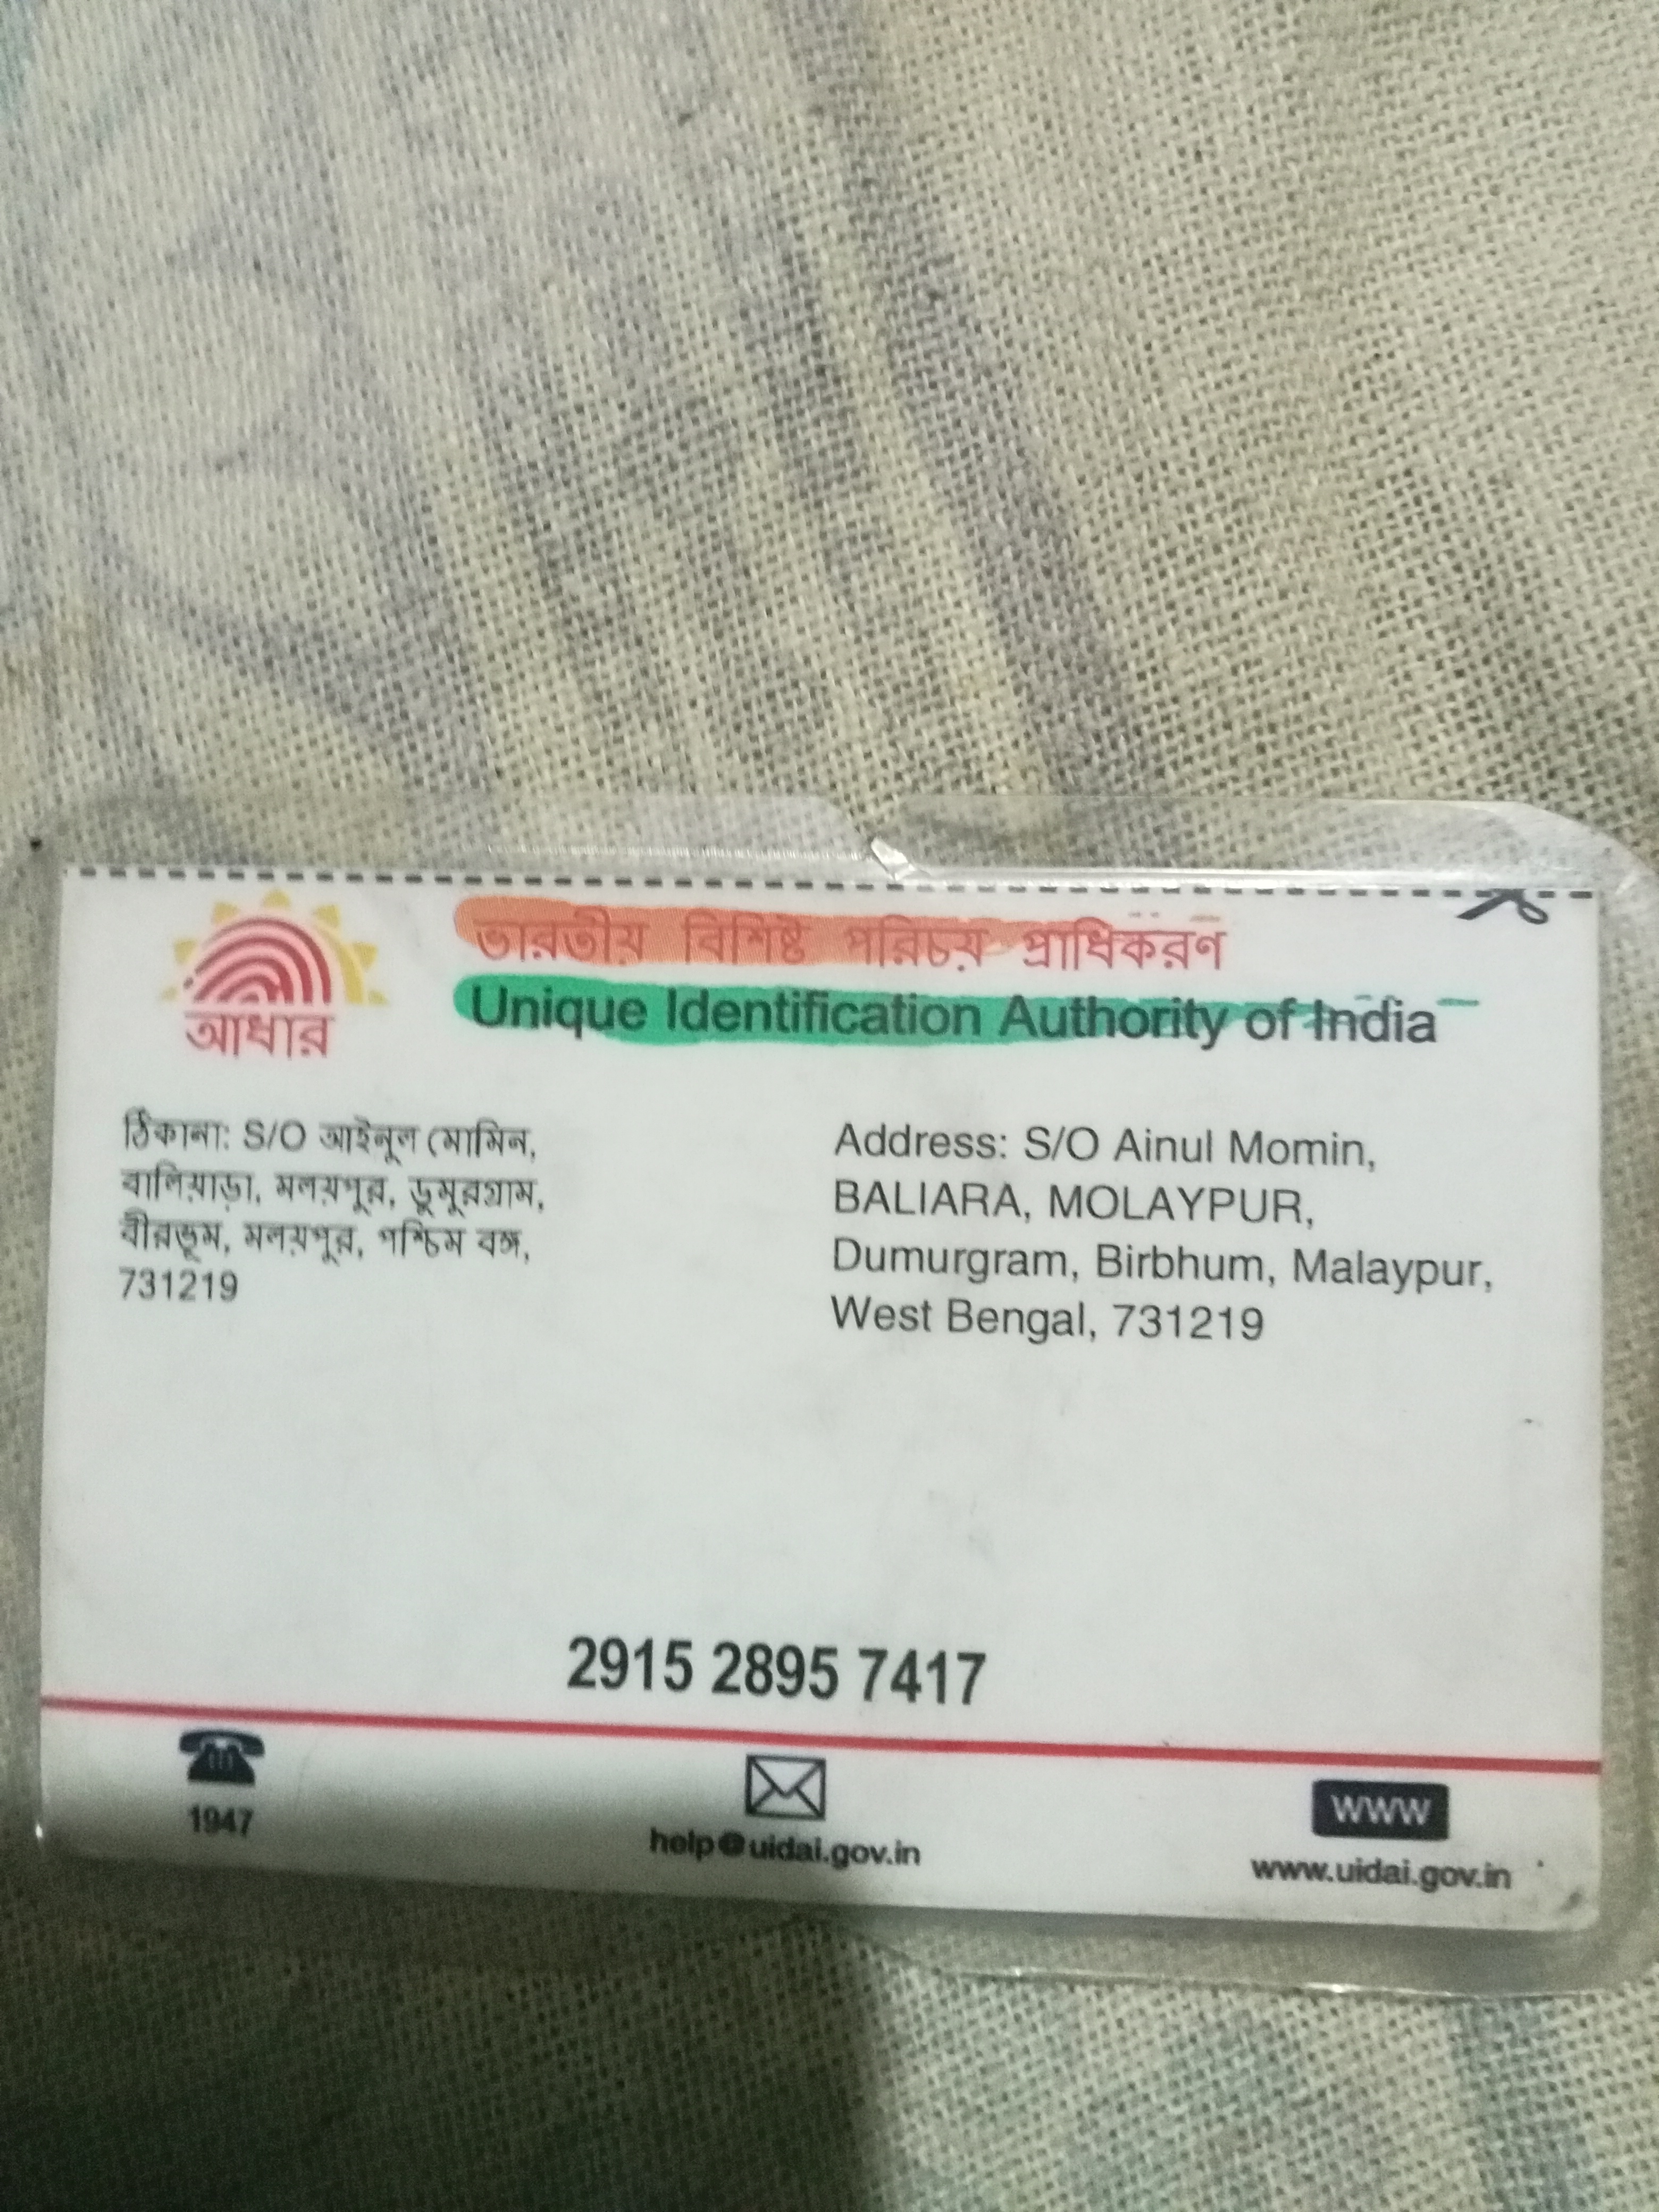 ভারতীয় বিশিষ্ট পরিচয় প্রাধিকরণ
Unique Identification Authority of India
আধার
ঠিকানা: S/O আইনুল মোমিন,
বালিয়াড়া, মলয়পুর, ডুমুরগ্রাম,
বীরভূম, মলয়পুর, পশ্চিম বঙ্গ,
731219
Address: S/O Ainul Momin,
BALIARA, MOLAYPUR,
Dumurgram, Birbhum, Malaypur,
West Bengal, 731219
2915 2895 7417
1947
help@uidai.gov.in
www
www.uidai.gov.in